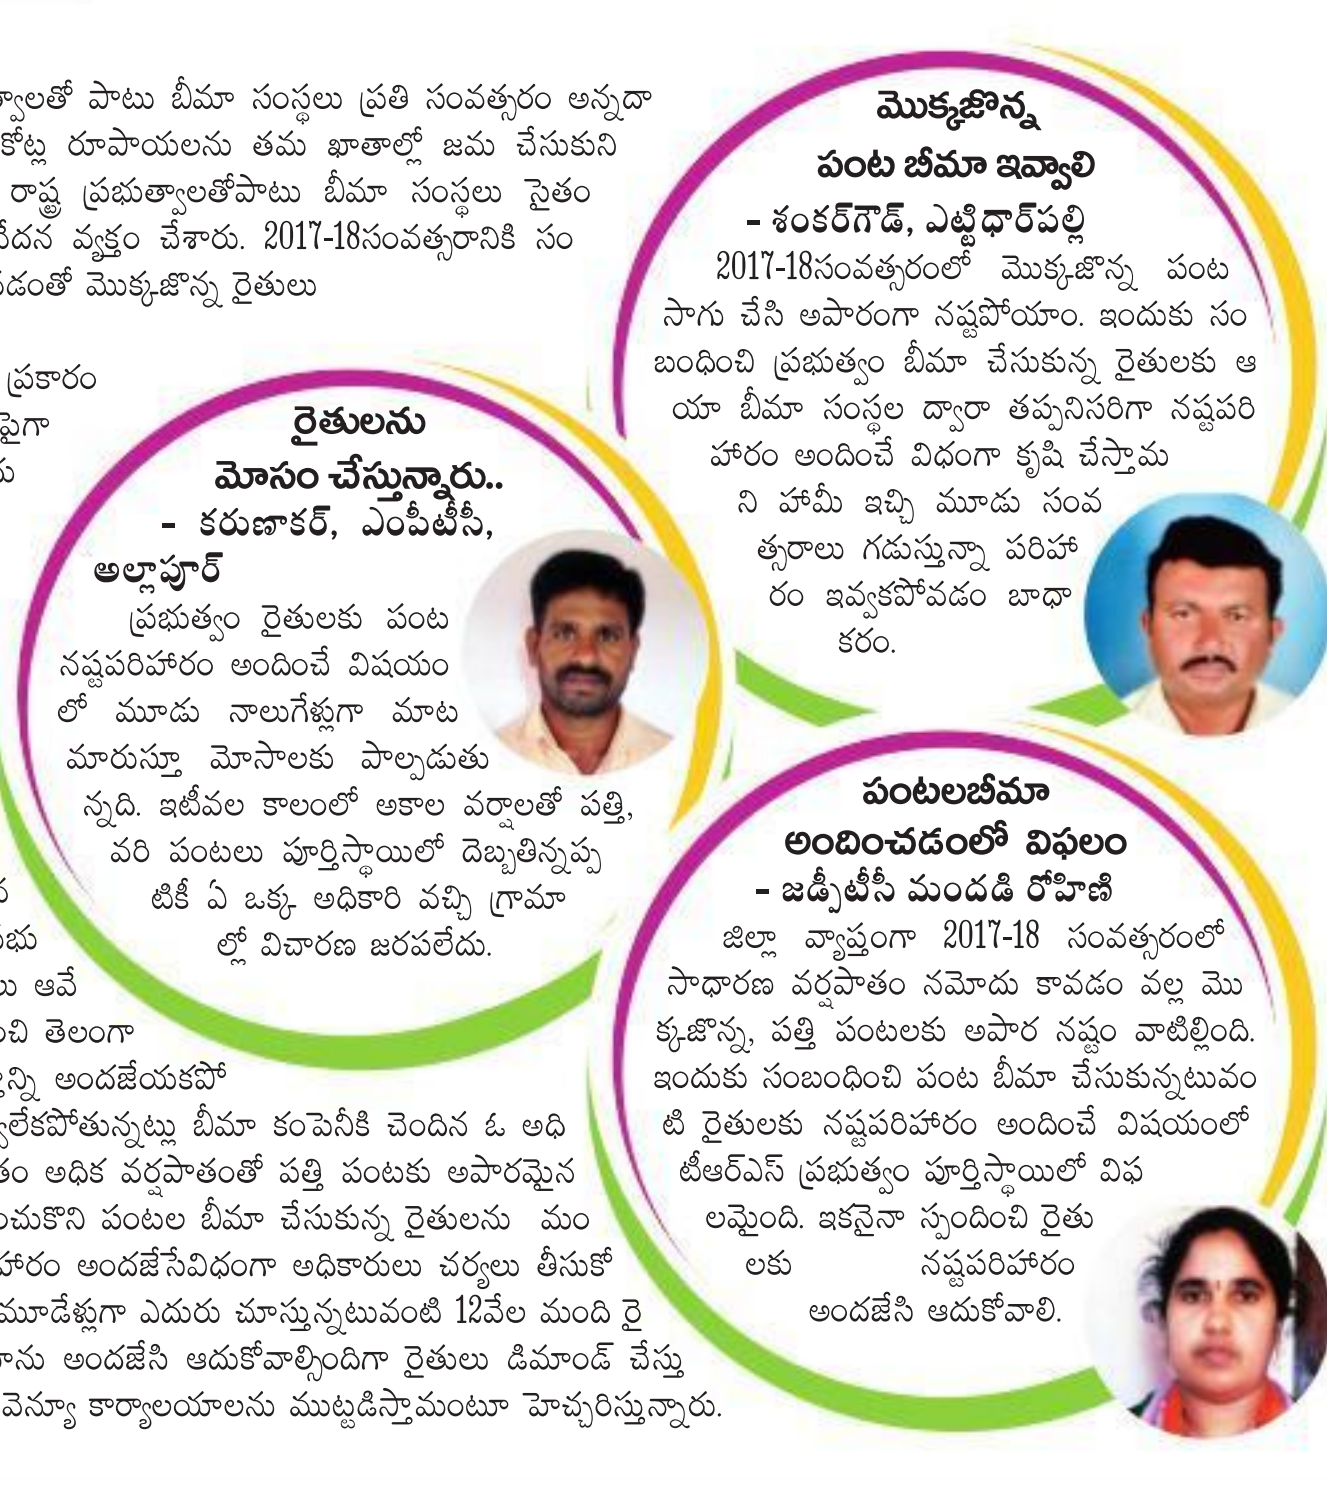 పాటు బీమా సంస్థలు ప్రతి సంవత్సరం అన్నదా
కోట్ల రూపాయలను తమ ఖాతాల్లో జమ చేసుకుని
రాష్ట్ర ప్రభుత్వాలతోపాటు బీమా సంస్థలు సైతం
వ్యక్తం చేశారు. 2017-18సంవత్సరానికి సం
మొక్కజొన్న రైతులు
ప్రకారం
రైతులను
మోసం చేస్తున్నారు..
- కరుణాకర్, ఎంపీటీసీ,
అల్లాపూర్
ప్రభుత్వం రైతులకు పంట
నష్టపరిహారం అందించే విషయం
లో మూడు నాలుగేళ్లుగా మాట
మారుస్తూ మోసాలకు పాల్పడుతు
న్నది. ఇటీవల కాలంలో అకాల వర్షాలతో పత్తి,
వరి పంటలు పూర్తిస్థాయిలో దెబ్బతిన్నప్ప
టికీ ఏ ఒక్క అధికారి వచ్చి గ్రామా
ల్లో విచారణ జరపలేదు.
ఆవే
తెలంగా
అందజేయకపో
బీమా కంపెనీకి చెందిన ఓ అధి
అధిక వర్షపాతంతో పత్తి పంటకు అపారమైన
పంటల బీమా చేసుకున్న రైతులను మం
అందజేసేవిధంగా అధికారులు చర్యలు తీసుకో
మూడేళ్లుగా ఎదురు చూస్తున్నటువంటి 12వేల మంది రై
అందజేసి ఆదుకోవాల్సిందిగా రైతులు డిమాండ్ చేస్తు
కార్యాలయాలను ముట్టడిస్తామంటూ హెచ్చరిస్తున్నారు.
మొక్కజొన్న
పంట బీమా ఇవ్వాలి
- శంకర్‌గౌడ్, ఎట్టిధార్‌పల్లి
2017-18సంవత్సరంలో మొక్కజొన్న పంట
సాగు చేసి అపారంగా నష్టపోయాం. ఇందుకు సం
బంధించి ప్రభుత్వం బీమా చేసుకున్న రైతులకు ఆ
యా బీమా సంస్థల ద్వారా తప్పనిసరిగా నష్టపరి
హారం అందించే విధంగా కృషి చేస్తామ
ని హామీ ఇచ్చి మూడు సంవ
త్సరాలు గడుస్తున్నా పరిహా
రం ఇవ్వకపోవడం బాధా
కరం.
పంటలబీమా
అందించడంలో విఫలం
- జడ్పీటీసీ మందడి రోహిణి
జిల్లా వ్యాప్తంగా 2017-18 సంవత్సరంలో
సాధారణ వర్షపాతం నమోదు కావడం వల్ల మొ
క్కజొన్న, పత్తి పంటలకు అపార నష్టం వాటిల్లింది.
ఇందుకు సంబంధించి పంట బీమా చేసుకున్నటువం
టి రైతులకు నష్టపరిహారం అందించే విషయంలో
టీఆర్ఎస్ ప్రభుత్వం పూర్తిస్థాయిలో విఫ
లమైంది. ఇకనైనా స్పందించి రైతు
లకు నష్టపరిహారం
అందజేసి ఆదుకోవాలి.